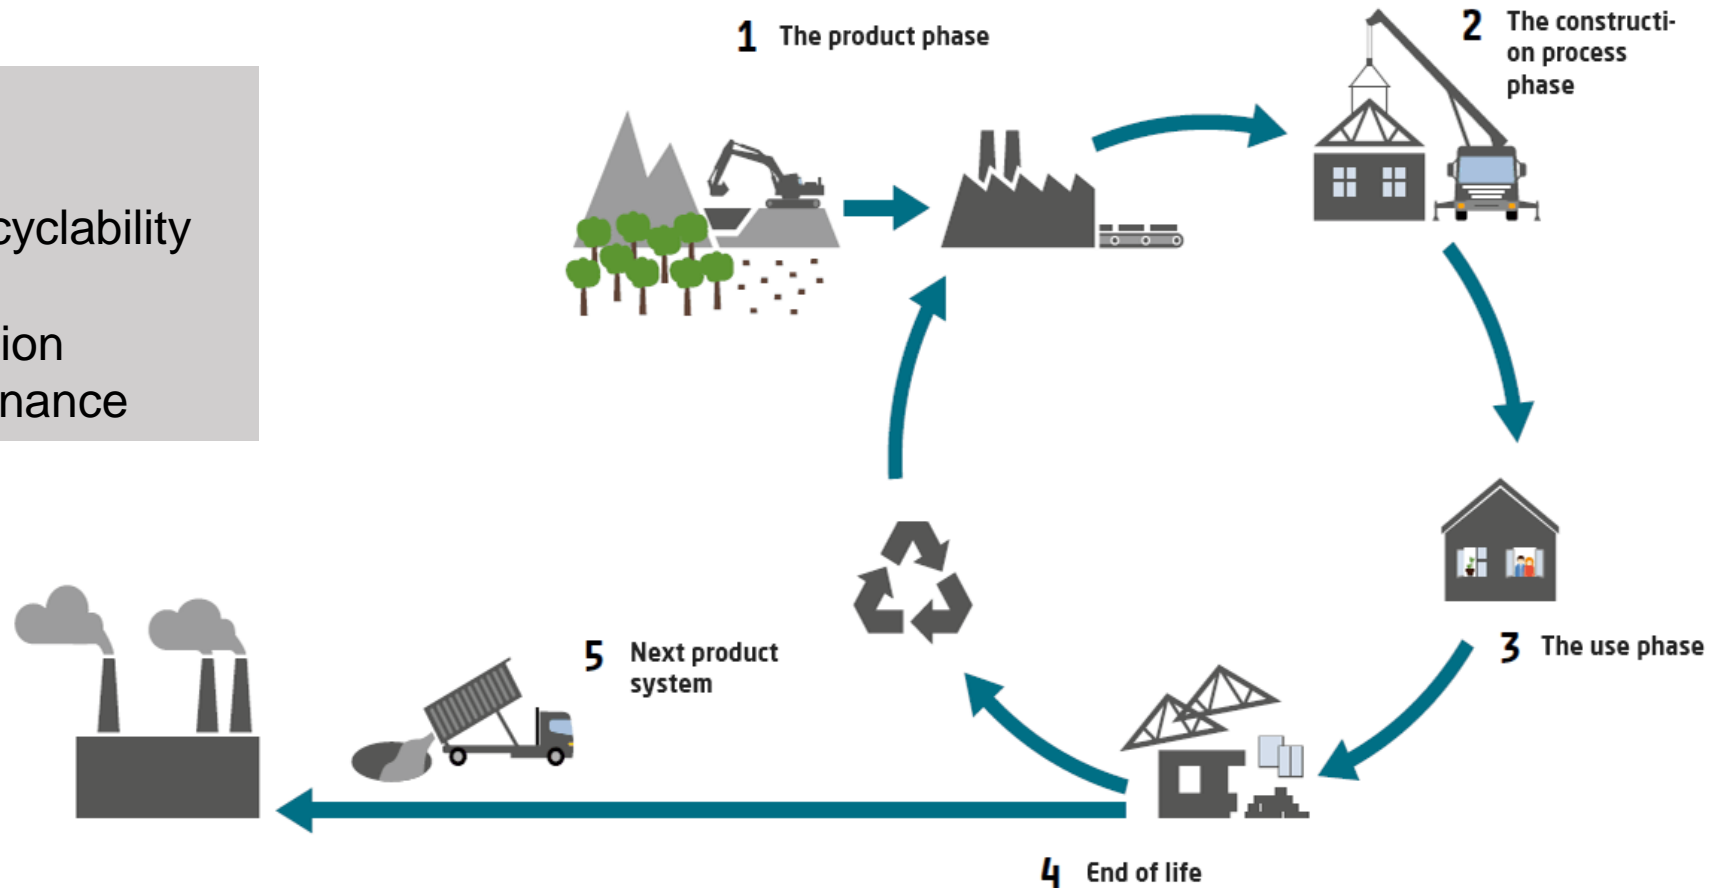 cyclability
ion
nance
1 The product phase
2 The constructi-
on process
phase
3 The use phase
4 End of life
5 Next product
system